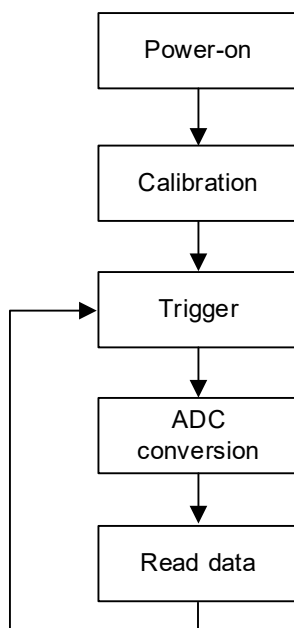 Power-on
Calibration
Trigger
ADC
conversion
Read data